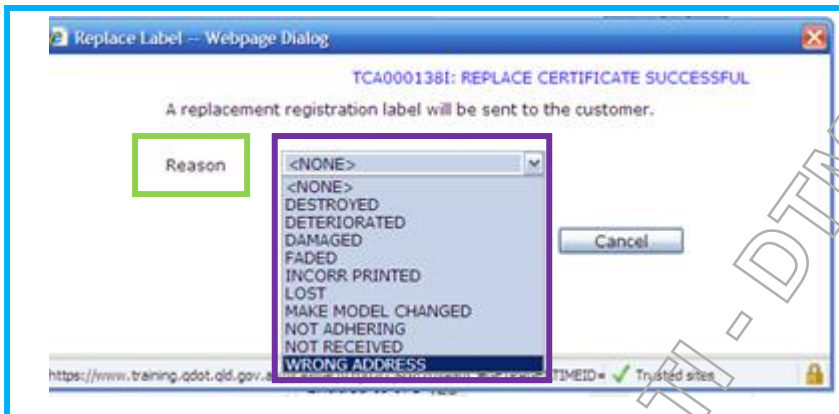 Replace Label -- Webpage Dialog
TCA000138I: REPLACE CERTIFICATE SUCCESSFUL
A replacement registration label will be sent to the customer.
Reason
<NONE>
<NONE>
DESTROYED
DETERIORATED
DAMAGED
FADED
INCORR PRINTED
LOST
MAKE MODEL CHANGED
NOT ADHERING
NOT RECEIVED
WRONG ADDRESS
Cancel
https://www.training.qdot.qld.gov.a
TIMEID= Trusted sites